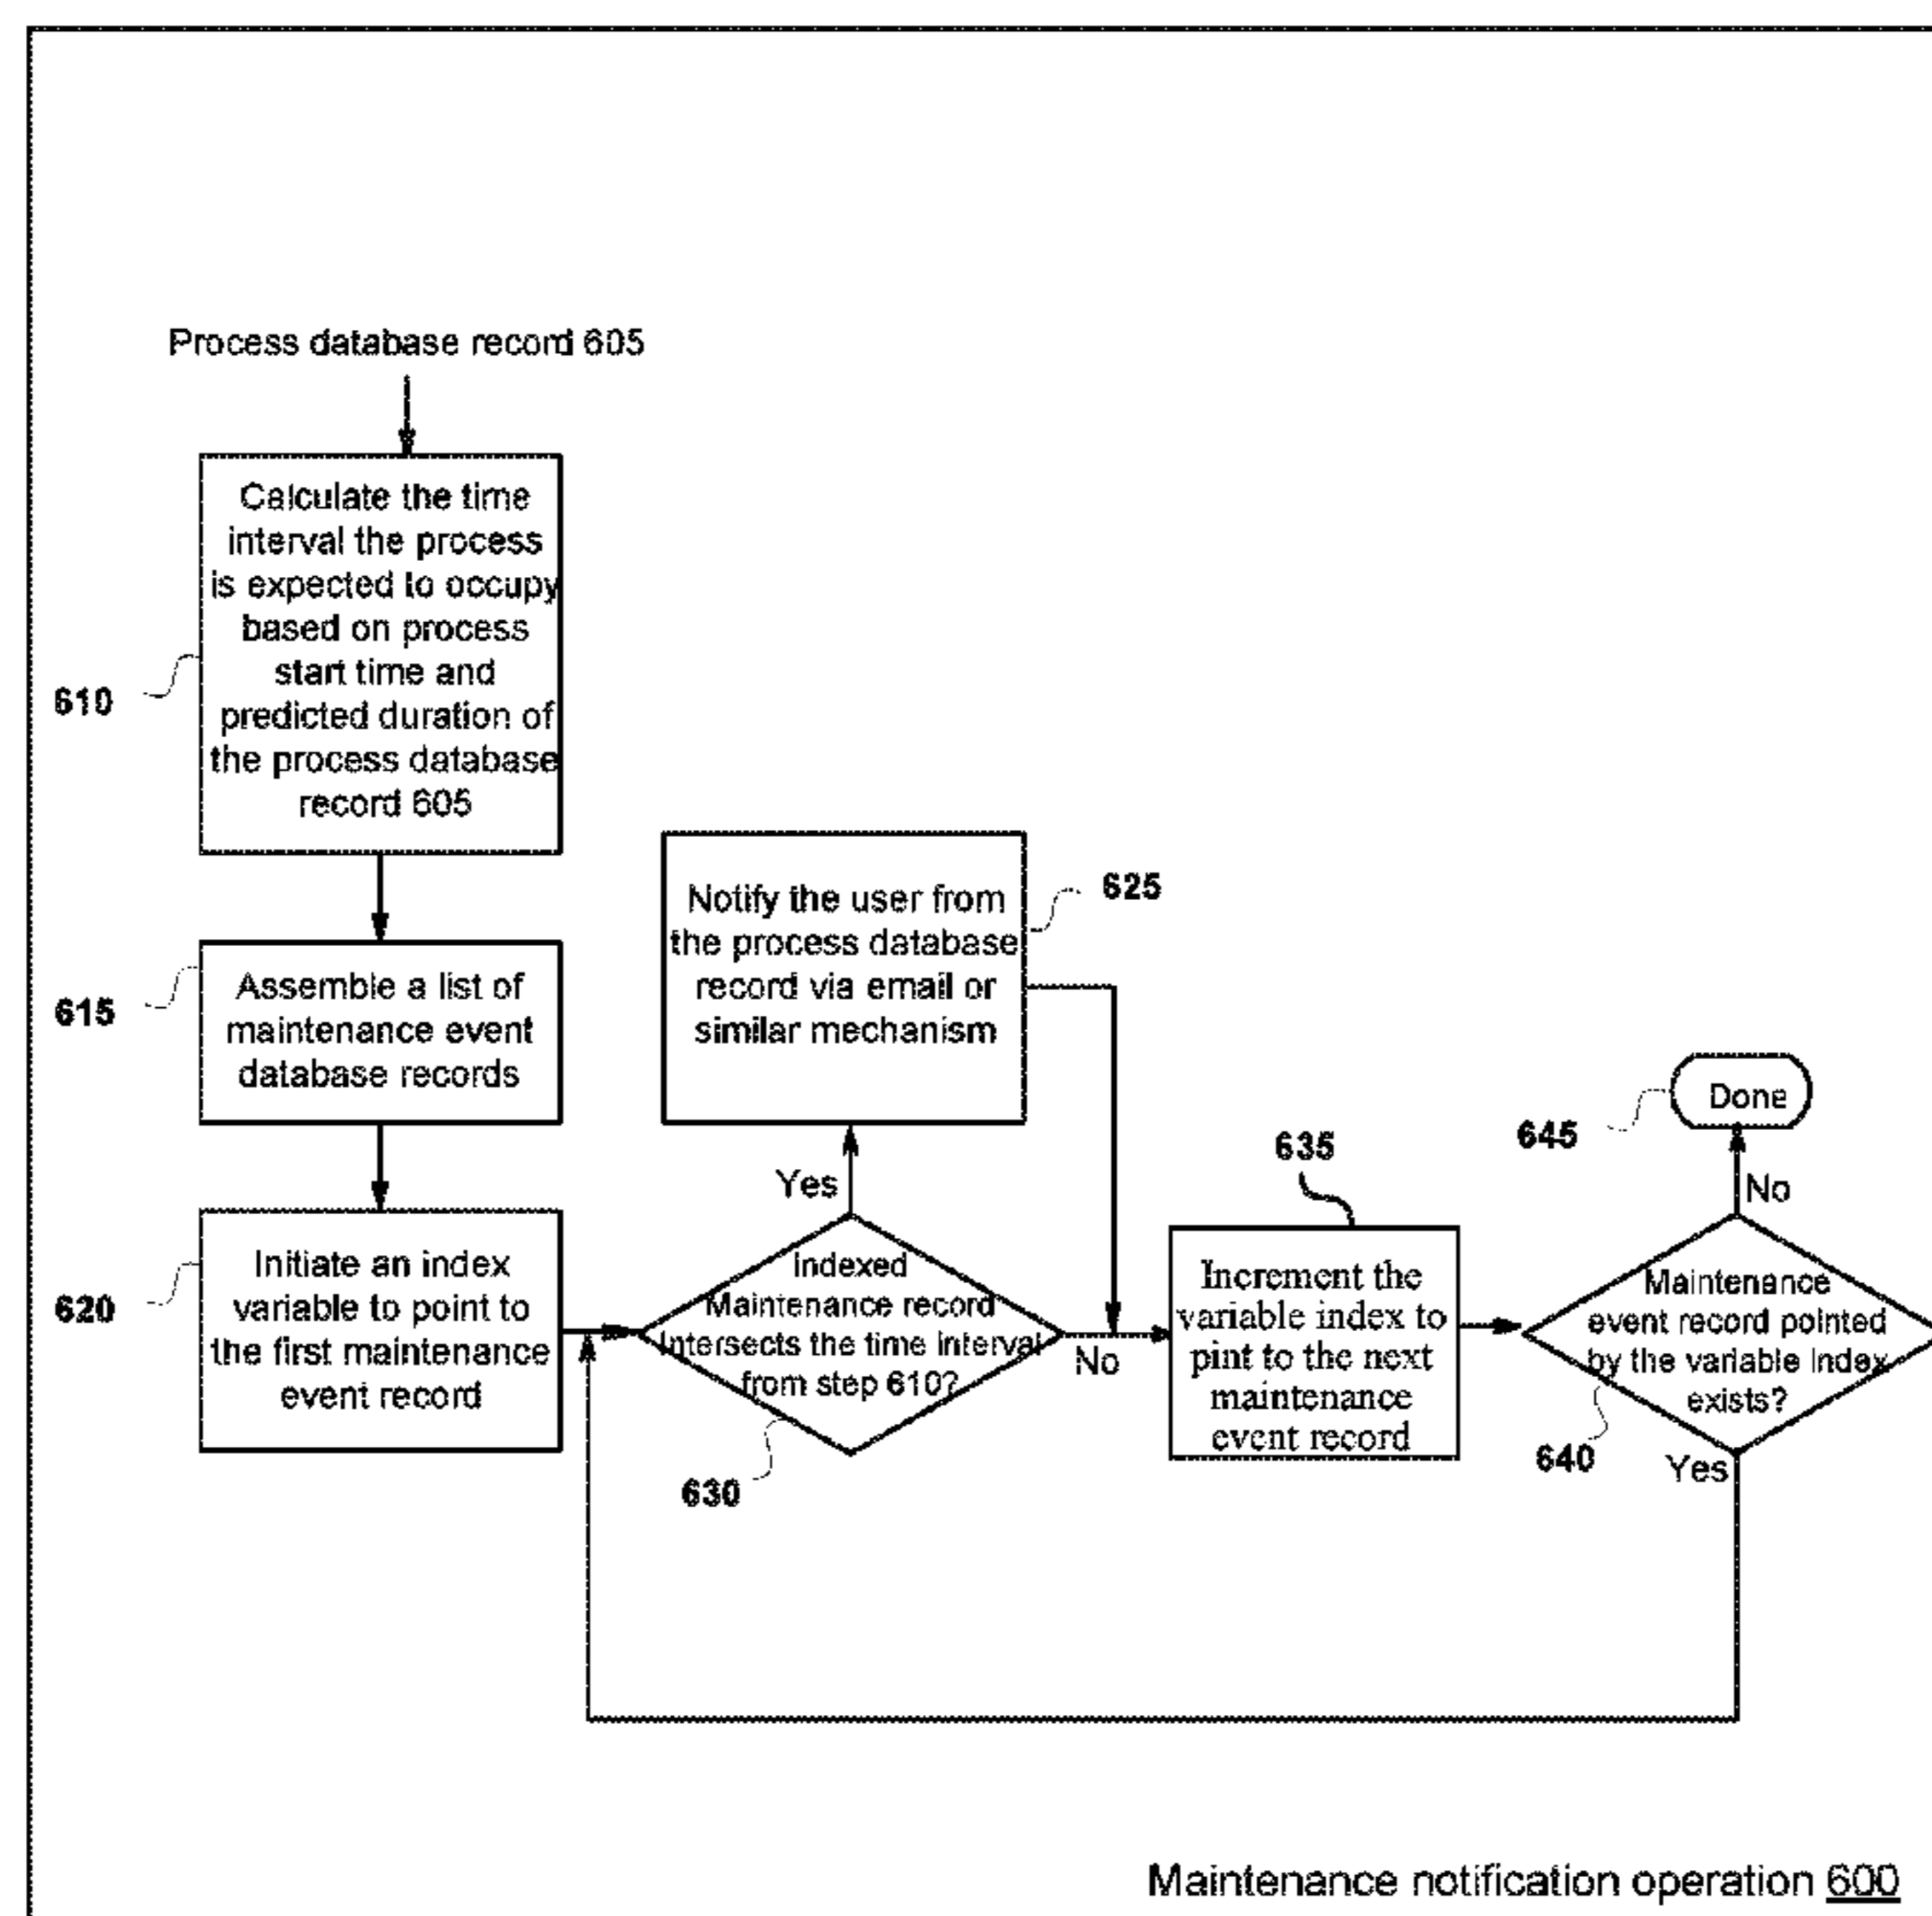 Process database record 605
Calculate the time
interval the process
is expected to occupy
based on process
start time and
predicted duration of
the process database
record 605
610
Assemble a list of
maintenance event
database records
615
Initiate an index
variable to point to
the first maintenance
event record
620
Notify the user from
the process database
record via email or
similar mechanism
625
Yes
Indexed
Maintenance record
Intersects the time interval
from step 610?
No
630
635
Increment the
variable index to
pint to the next
maintenance
event record
645
Done
No
Maintenance
event record pointed
by the variable index
exists?
640
Yes
Maintenance notification operation 600